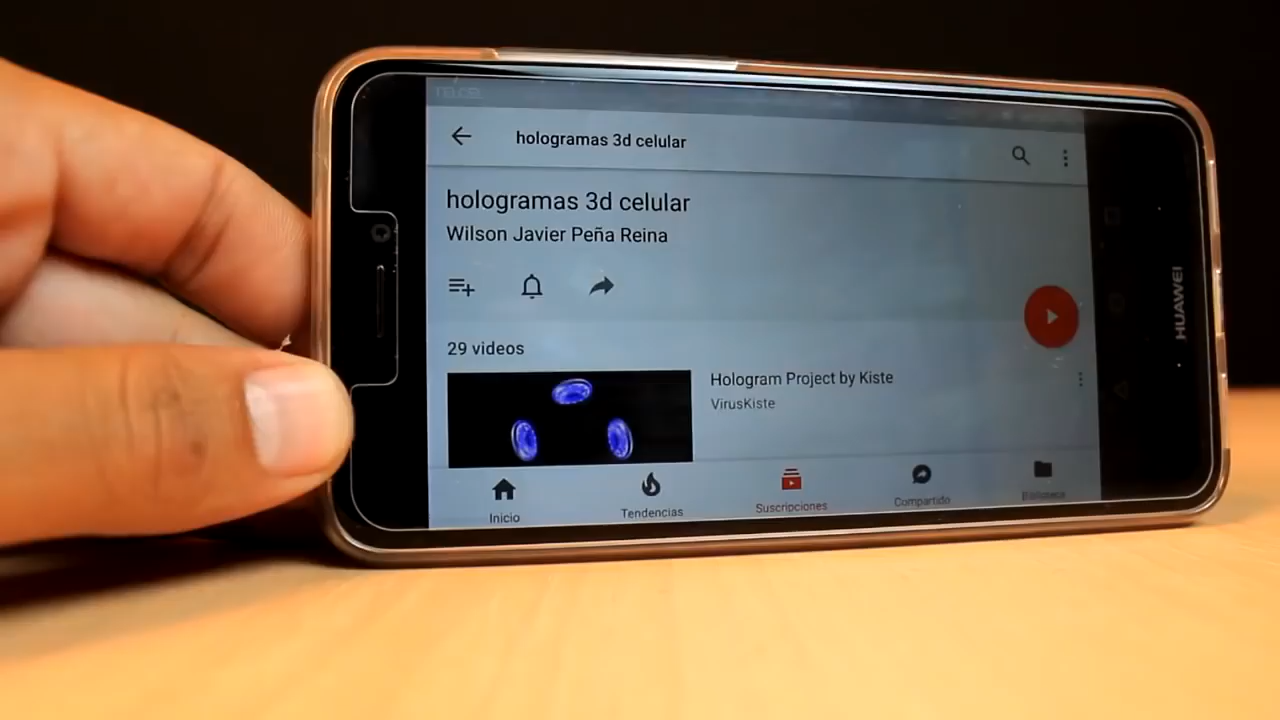 TELCEL
hologramas 3d celular
hologramas 3d celular
Wilson Javier Peña Reina
29 videos
Hologram Project by Kiste
VirusKiste
Inicio
Tendencias
Suscripciones
Compartido
Biblioteca
HUAWEI